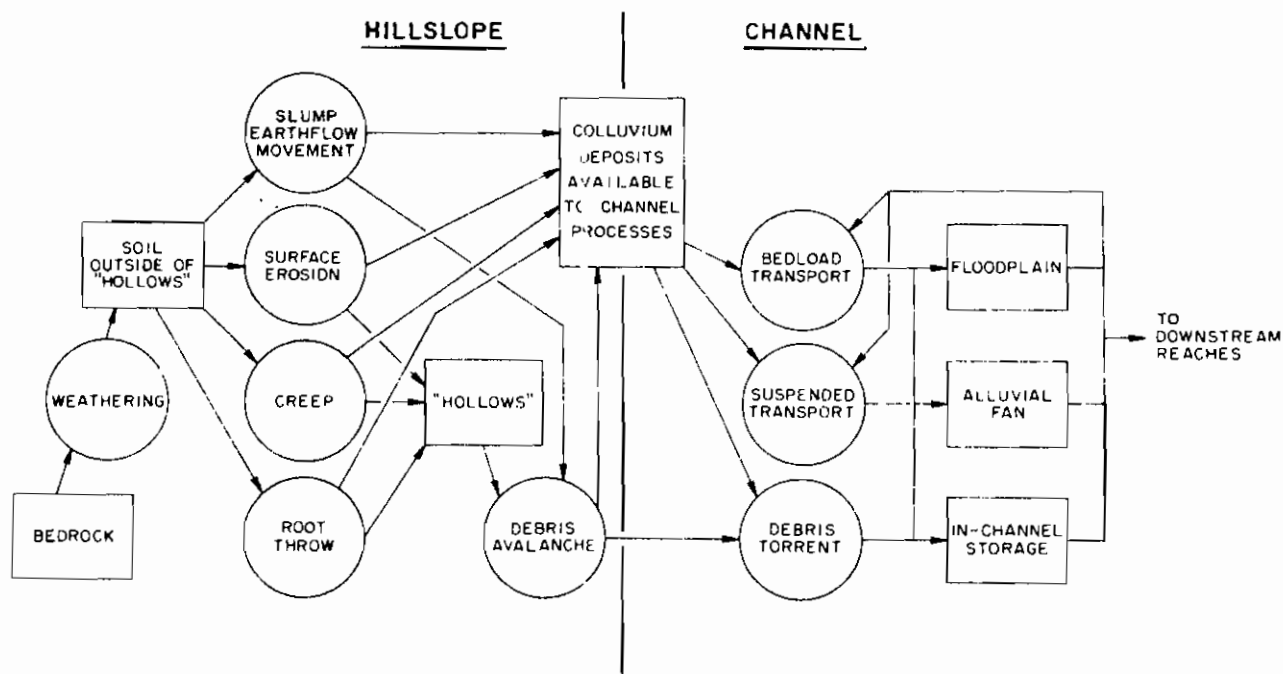 HILLSLOPE
CHANNEL
SLUMP
EARTHFLOW
MOVEMENT
COLLUVIUM
DEPOSITS
AVAILABLE
TO CHANNEL
PROCESSES
SOIL
OUTSIDE OF
"HOLLOWS"
SURFACE
EROSION
BEDLOAD
TRANSPORT
FLOODPLAIN
TO
DOWNSTREAM
REACHES
WEATHERING
CREEP
"HOLLOWS"
SUSPENDED
TRANSPORT
ALLUVIAL
FAN
BEDROCK
ROOT
THROW
DEBRIS
AVALANCHE
DEBRIS
TORRENT
IN-CHANNEL
STORAGE